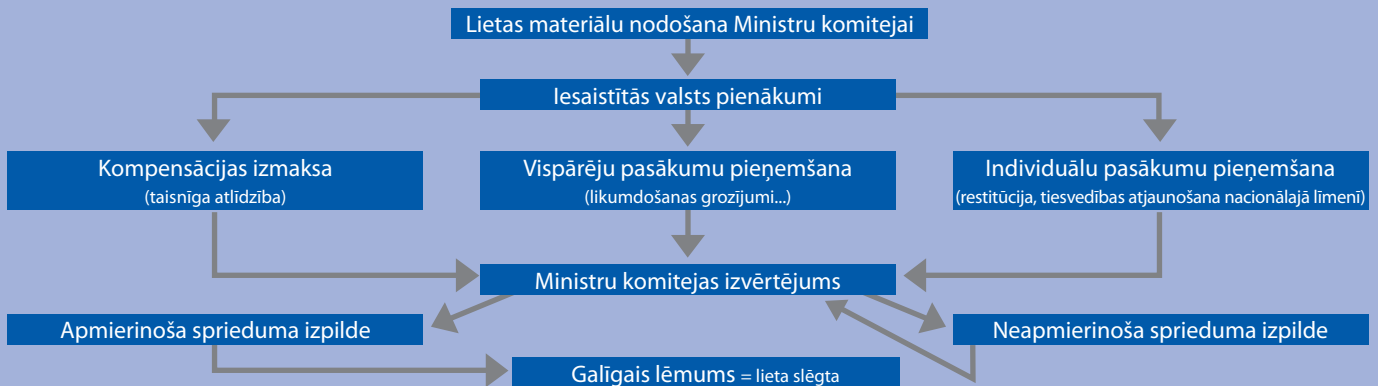 Lietas materiālu nodošana Ministru komitejai
Iesaistītās valsts pienākumi
Kompensācijas izmaksa
(taisnīga atlīdzība)
Vispārēju pasākumu pieņemšana
(likumdošanas grozījumi...)
Individuālu pasākumu pieņemšana
(restitūcija, tiesvedības atjaunošana nacionālajā līmenī)
Ministru komitejas izvērtējums
Apmierinoša sprieduma izpilde
Neapmierinoša sprieduma izpilde
Galīgais lēmums = lieta slēgta